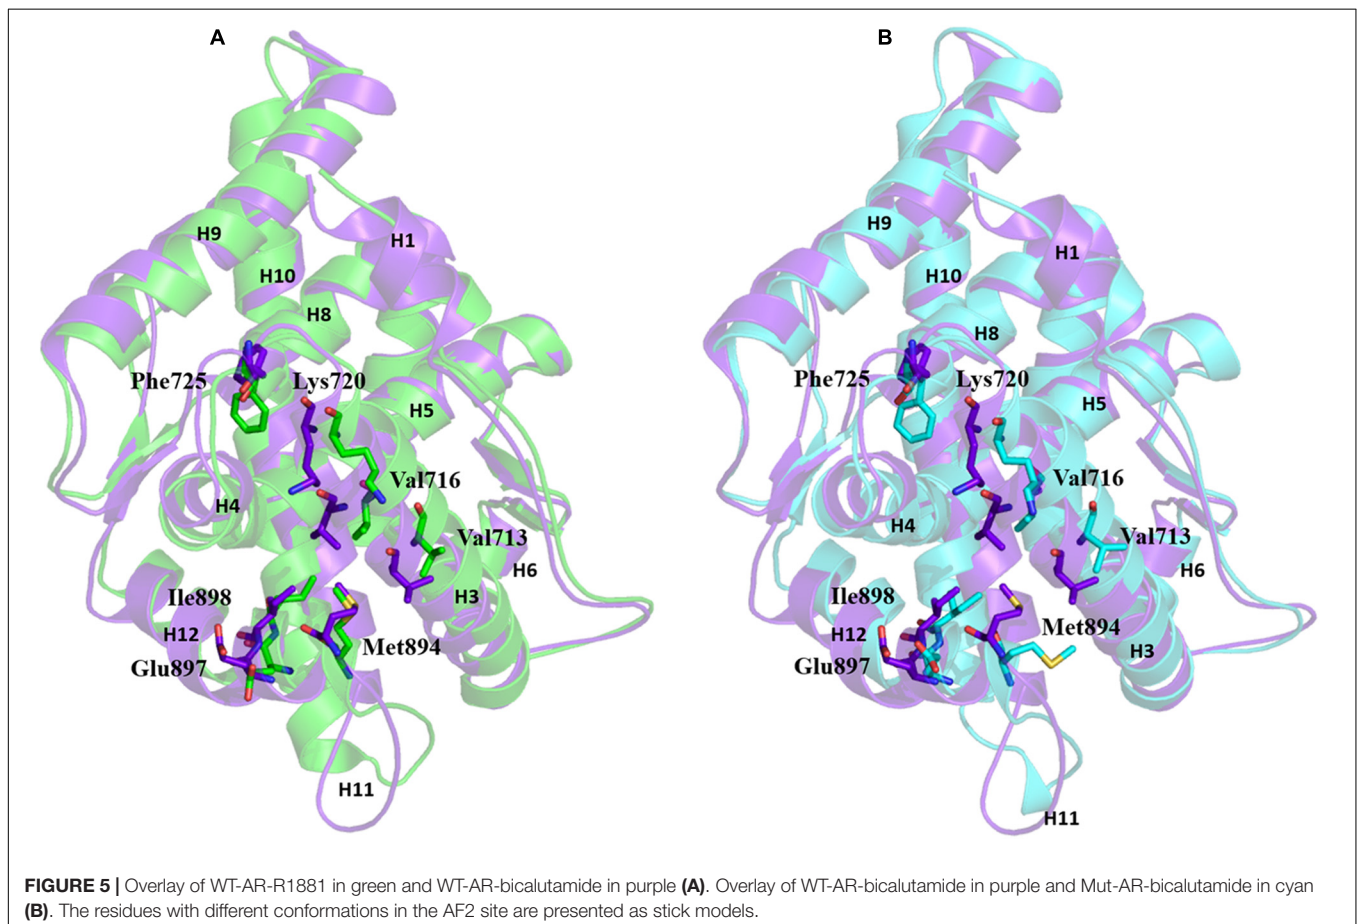 A
H9
H1
H10
H8
Phe725
Lys720
H5
Val716
H4
Val713
H6
Ile898
H3
H12
Met894
Glu897
H11
B
H9
H1
H10
H8
Phe725
Lys720
H5
Val716
H4
Val713
H6
Ile898
H12
Met894
H3
Glu897
H11
FIGURE 5 | Overlay of WT-AR-R1881 in green and WT-AR-bicalutamide in purple (A). Overlay of WT-AR-bicalutamide in purple and Mut-AR-bicalutamide in cyan
(B). The residues with different conformations in the AF2 site are presented as stick models.